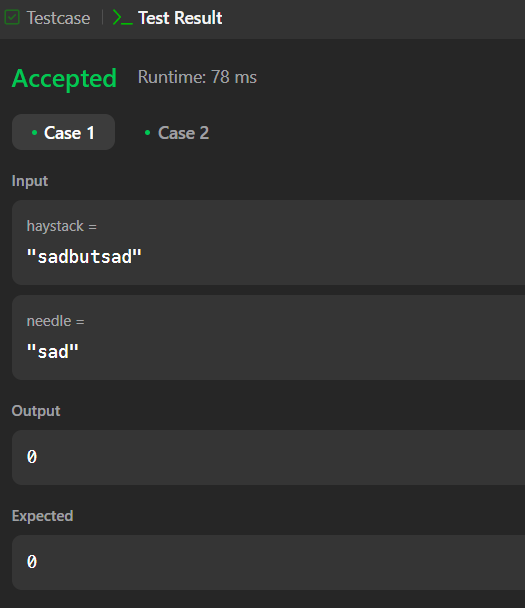 Testcase | >_ Test Result
Accepted Runtime: 78 ms
• Case 1 • Case 2
Input
haystack =
"sadbutsad"
needle =
"sad"
Output
0
Expected
0